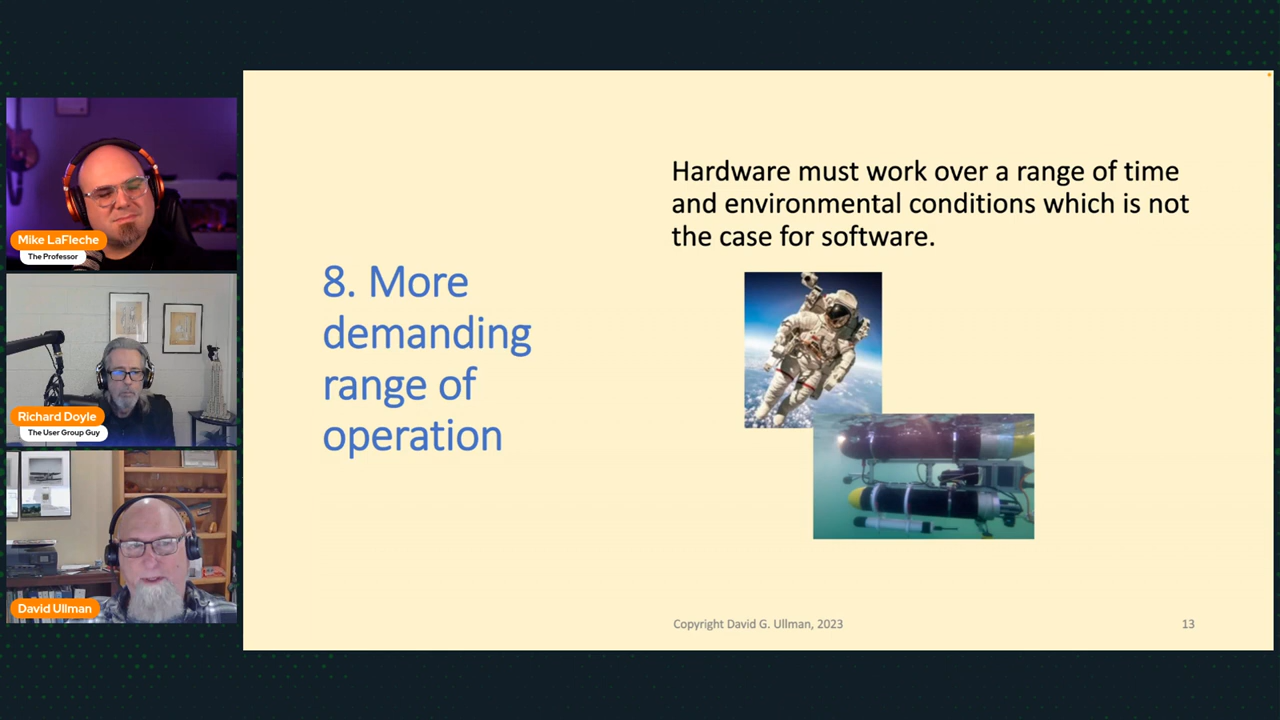 Mike LaFleche
The Professor
Richard Doyle
The User Group Guy
David Ullman
8. More
demanding
range of
operation
Hardware must work over a range of time
and environmental conditions which is not
the case for software.
Copyright David G. Ullman, 2023
13